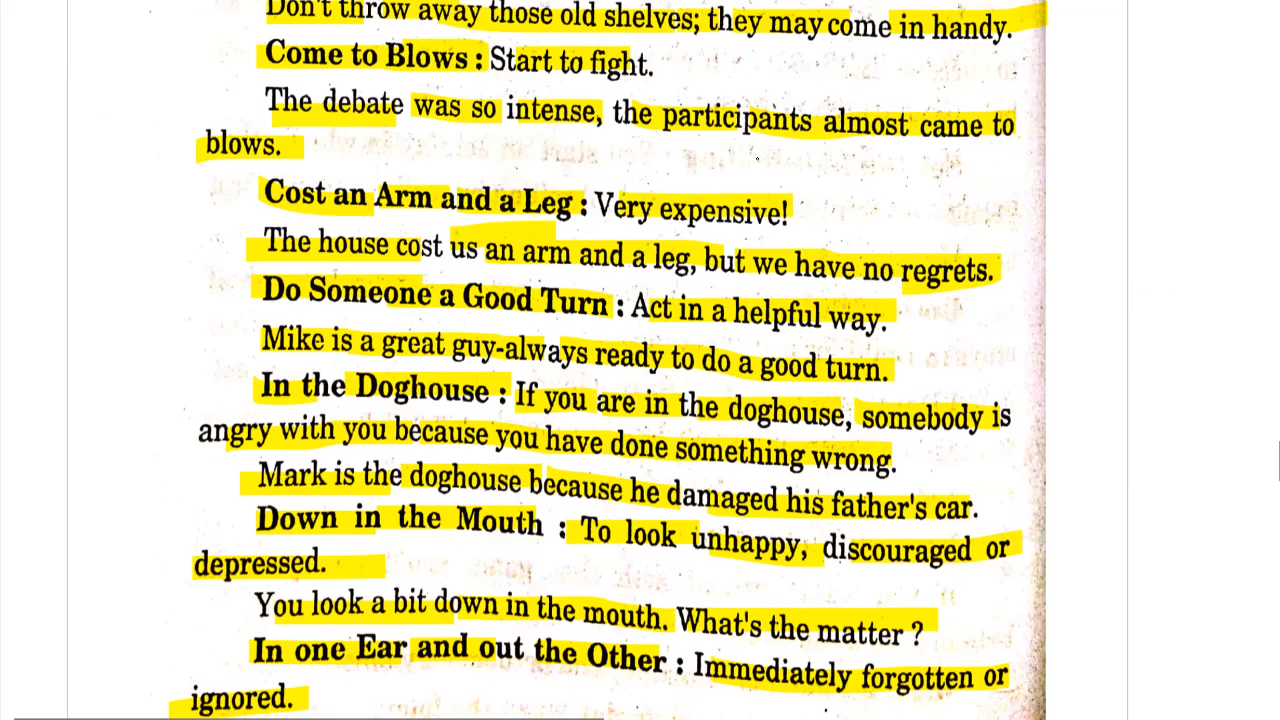 Don't throw away those old shelves; they may come in handy.
Come to Blows : Start to fight.
The debate was so intense, the participants almost came to
blows.
Cost an Arm and a Leg : Very expensive!
The house cost us an arm and a leg, but we have no regrets.
Do Someone a Good Turn : Act in a helpful way.
Mike is a great guy-always ready to do a good turn.
In the Doghouse : If you are in the doghouse, somebody is
angry with you because you have done something wrong.
Mark is the doghouse because he damaged his father's car.
Down in the Mouth : To look unhappy, discouraged or
depressed.
You look a bit down in the mouth. What's the matter ?
In one Ear and out the Other : Immediately forgotten or
ignored.